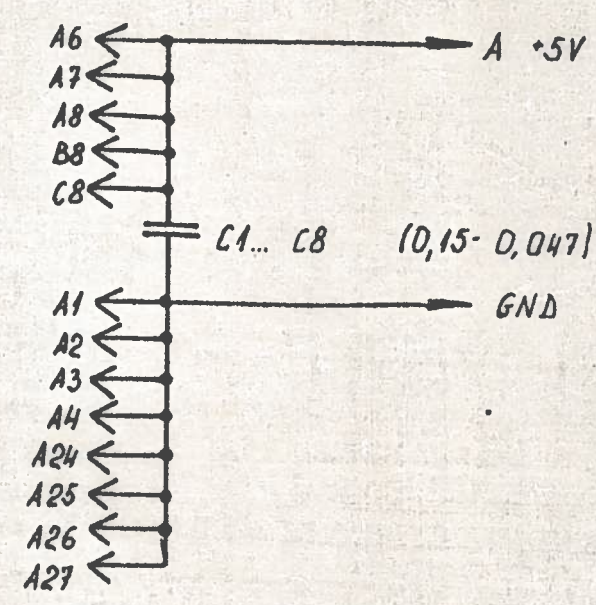 A6 A +5V
A7
A8
B8
C8
C1... C8 (0,15-0,047)
A1 GND
A2
A3
A4
A24
A25
A26
A27